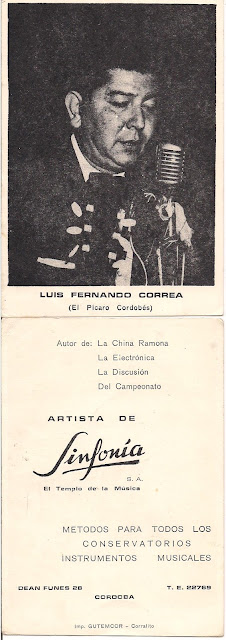 LUIS FERNANDO CORREA
(El Pícaro Cordobés)
Autor de: La China Ramona
La Electrónica
La Discusión
Del Campeonato
ARTISTA DE
Sinfonía
S. A.
El Templo de la Música
METODOS PARA TODOS LOS
CONSERVATORIOS
INSTRUMENTOS MUSICALES
DEAN FUNES 28 T. E. 22769
CORDOBA
Imp. GUTEMCOR - Corralito